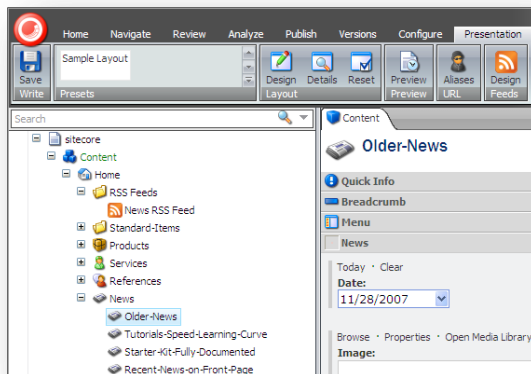 Home Navigate Review Analyze Publish Versions Configure Presentation
Sample Layout
Save
Design Details Reset Preview Aliases Design
Write Presets Layout Preview URL Feeds
Search
Content
sitecore
Older-News
Content
Home
Quick Info
RSS Feeds
Breadcrumb
News RSS Feed
Menu
Standard-Items
News
Products
Services
Today · Clear
References
Date:
News
11/28/2007
Older-News
Tutorials-Speed-Learning-Curve
Browse · Properties · Open Media Library
Starter-Kit-Fully-Documented
Image:
Recent-News-on-Front-Page